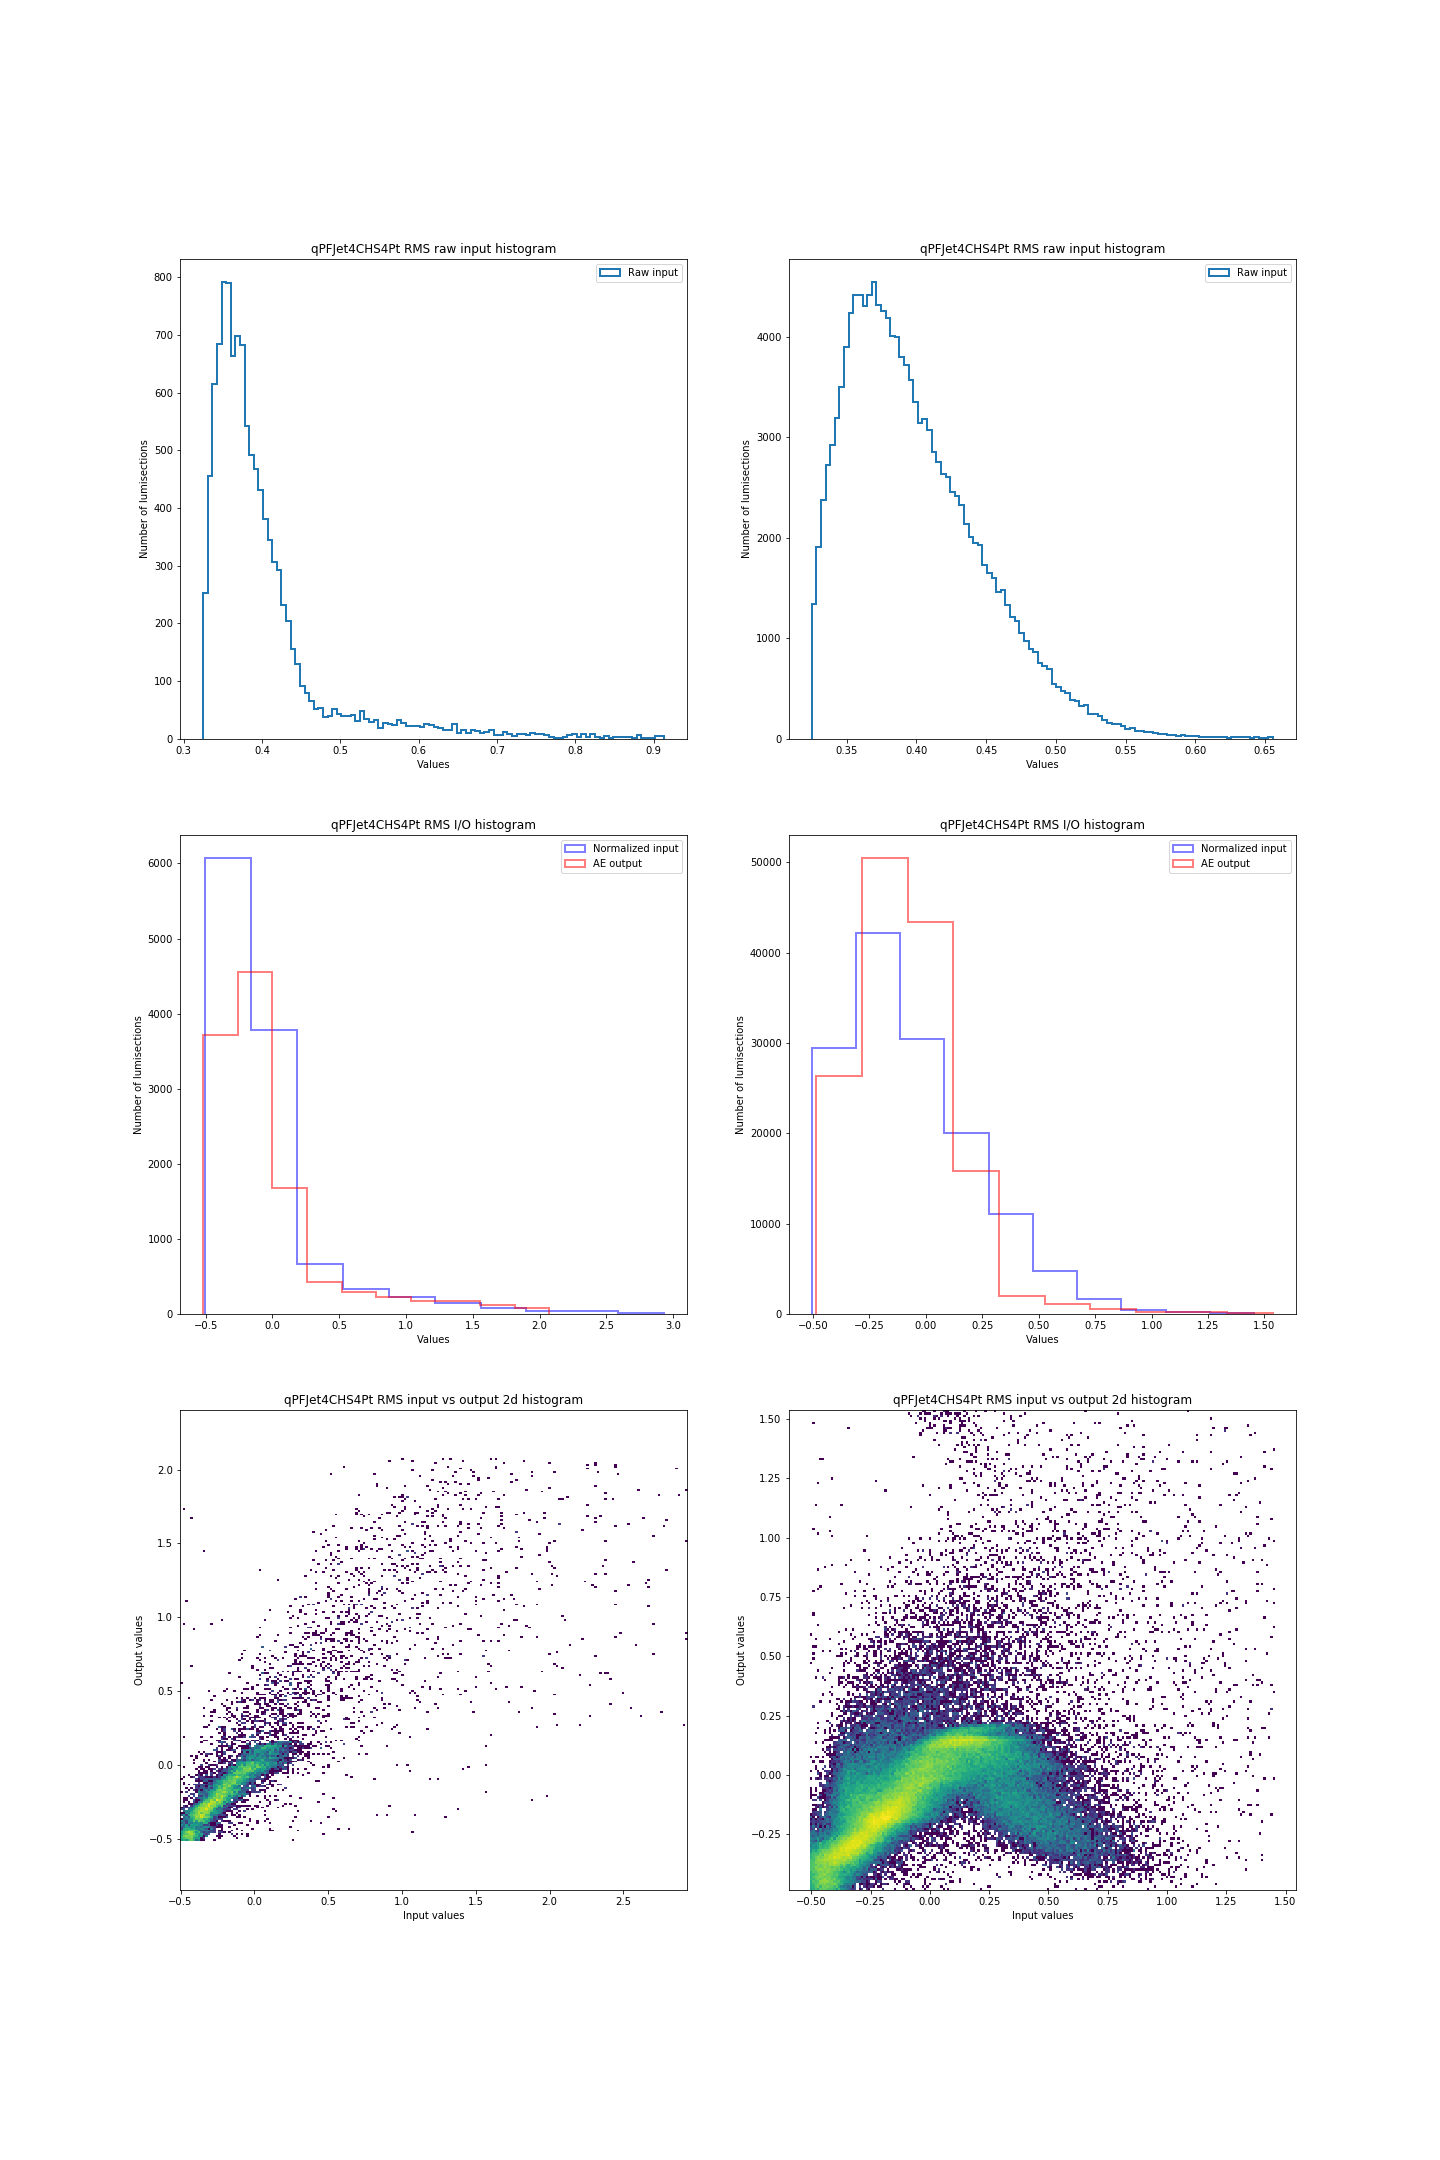 qPFJet4CHS4Pt RMS raw input histogram
Raw input
800
700
600
500
400
300
200
100
0
Number of lumisections
0.3 0.4 0.5 0.6 0.7 0.8 0.9
Values
qPFJet4CHS4Pt RMS raw input histogram
Raw input
4000
3000
2000
1000
0
Number of lumisections
0.35 0.40 0.45 0.50 0.55 0.60 0.65
Values
qPFJet4CHS4Pt RMS I/O histogram
Normalized input
AE output
6000
5000
4000
3000
2000
1000
0
Number of lumisections
−0.5 0.0 0.5 1.0 1.5 2.0 2.5 3.0
Values
qPFJet4CHS4Pt RMS I/O histogram
Normalized input
AE output
50000
40000
30000
20000
10000
0
Number of lumisections
−0.50 −0.25 0.00 0.25 0.50 0.75 1.00 1.25 1.50
Values
qPFJet4CHS4Pt RMS input vs output 2d histogram
2.0
1.5
1.0
0.5
0.0
−0.5
Output values
−0.5 0.0 0.5 1.0 1.5 2.0 2.5
Input values
qPFJet4CHS4Pt RMS input vs output 2d histogram
1.50
1.25
1.00
0.75
0.50
0.25
0.00
−0.25
Output values
−0.50 −0.25 0.00 0.25 0.50 0.75 1.00 1.25 1.50
Input values